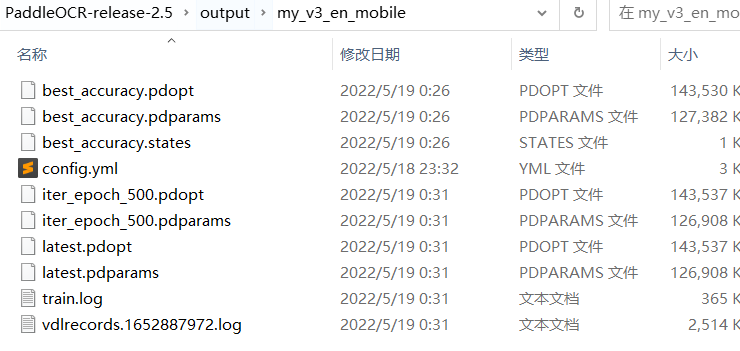 PaddleOCR-release-2.5 › output › my_v3_en_mobile 在 my_v3_en_mo
名称 修改日期 类型 大小
best_accuracy.pdopt 2022/5/19 0:26 PDOPT 文件 143,530 K
best_accuracy.pdparams 2022/5/19 0:26 PDPARAMS 文件 127,382 K
best_accuracy.states 2022/5/19 0:26 STATES 文件 1 K
config.yml 2022/5/18 23:32 YML 文件 3 K
iter_epoch_500.pdopt 2022/5/19 0:31 PDOPT 文件 143,537 K
iter_epoch_500.pdparams 2022/5/19 0:31 PDPARAMS 文件 126,908 K
latest.pdopt 2022/5/19 0:31 PDOPT 文件 143,537 K
latest.pdparams 2022/5/19 0:31 PDPARAMS 文件 126,908 K
train.log 2022/5/19 0:31 文本文档 365 K
vdlrecords.1652887972.log 2022/5/19 0:31 文本文档 2,514 K